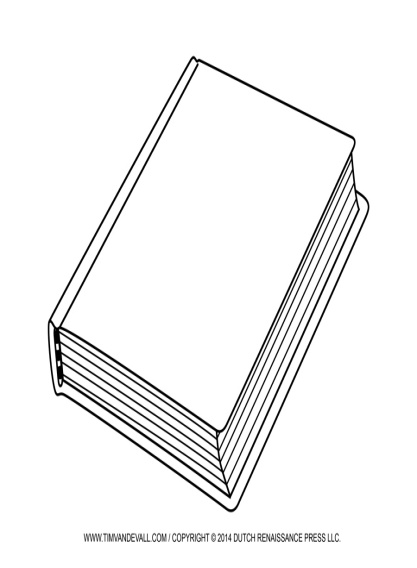 WWW.TIMVANDEVALL.COM / COPYRIGHT © 2014 DUTCH RENAISSANCE PRESS LLC.